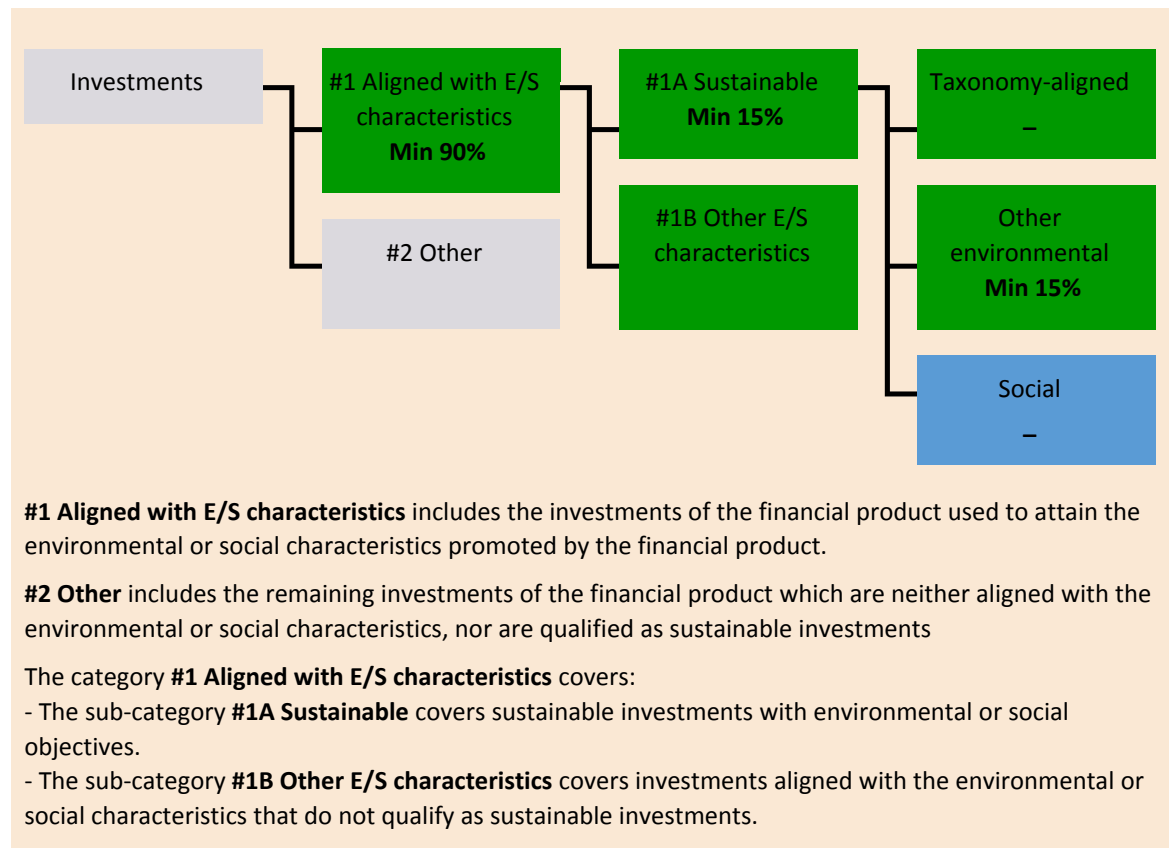 Investments
#1 Aligned with E/S
characteristics
Min 90%
#2 Other
#1A Sustainable
Min 15%
#1B Other E/S
characteristics
Taxonomy-aligned
–
Other
environmental
Min 15%
Social
–
#1 Aligned with E/S characteristics includes the investments of the financial product used to attain the
environmental or social characteristics promoted by the financial product.
#2 Other includes the remaining investments of the financial product which are neither aligned with the
environmental or social characteristics, nor are qualified as sustainable investments
The category #1 Aligned with E/S characteristics covers:
- The sub-category #1A Sustainable covers sustainable investments with environmental or social
objectives.
- The sub-category #1B Other E/S characteristics covers investments aligned with the environmental or
social characteristics that do not qualify as sustainable investments.